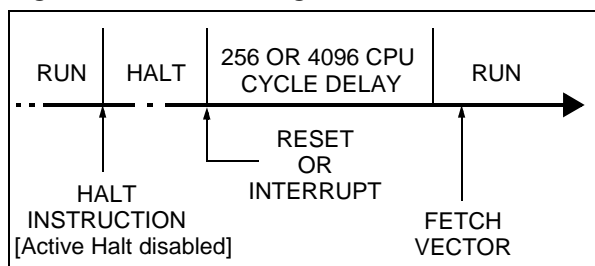 RUN
HALT
256 OR 4096 CPU
CYCLE DELAY
RUN
RESET
OR
INTERRUPT
HALT
INSTRUCTION
[Active Halt disabled]
FETCH
VECTOR